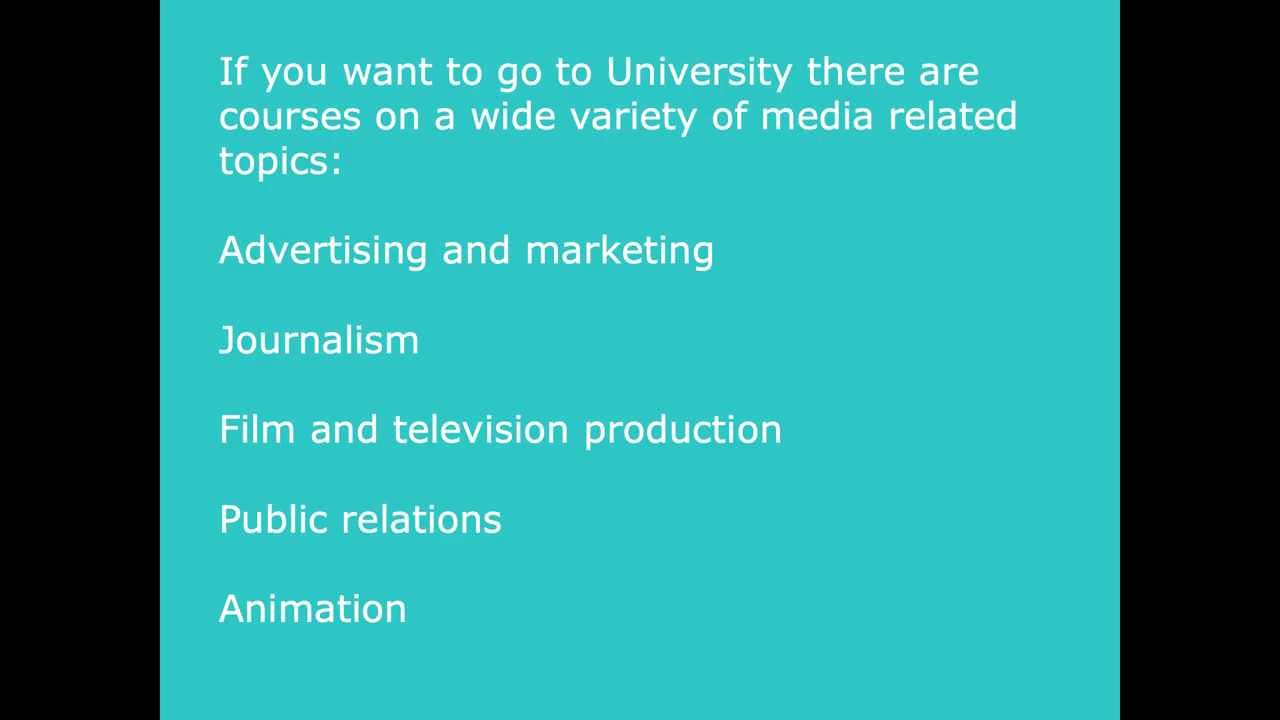 If you want to go to University there are
courses on a wide variety of media related
topics:
Advertising and marketing
Journalism
Film and television production
Public relations
Animation